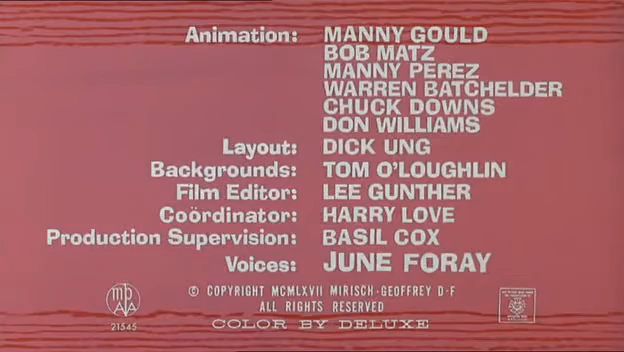 Animation: MANNY GOULD
BOB MATZ
MANNY PEREZ
WARREN BATCHELDER
CHUCK DOWNS
DON WILLIAMS
Layout: DICK UNG
Backgrounds: TOM O'LOUGHLIN
Film Editor: LEE GUNTHER
Coördinator: HARRY LOVE
Production Supervision: BASIL COX
Voices: JUNE FORAY
© COPYRIGHT MCMLXVII MIRISCH-GEOFFREY D-F
ALL RIGHTS RESERVED
COLOR BY DELUXE
21545